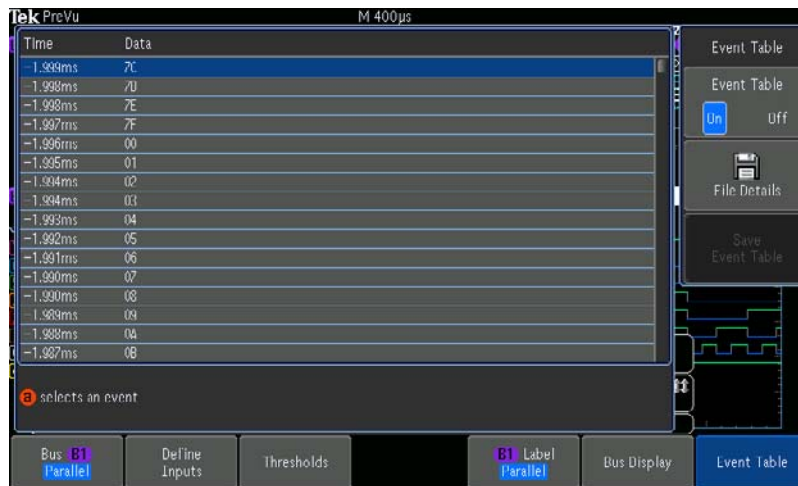 Tek PreVu M 400µs
Time Data
-1.999ms 7C
-1.998ms 7D
-1.998ms 7E
-1.997ms 7F
-1.996ms 00
-1.995ms 01
-1.994ms 02
-1.994ms 03
-1.993ms 04
-1.992ms 05
-1.991ms 06
-1.990ms 07
-1.990ms 08
-1.989ms 09
-1.988ms 0A
-1.987ms 0B
a selects an event
Event Table
Event Table
On Off
File Details
Save
Event Table
Bus B1
Parallel
Define
Inputs
Thresholds
B1 Label
Parallel
Bus Display
Event Table